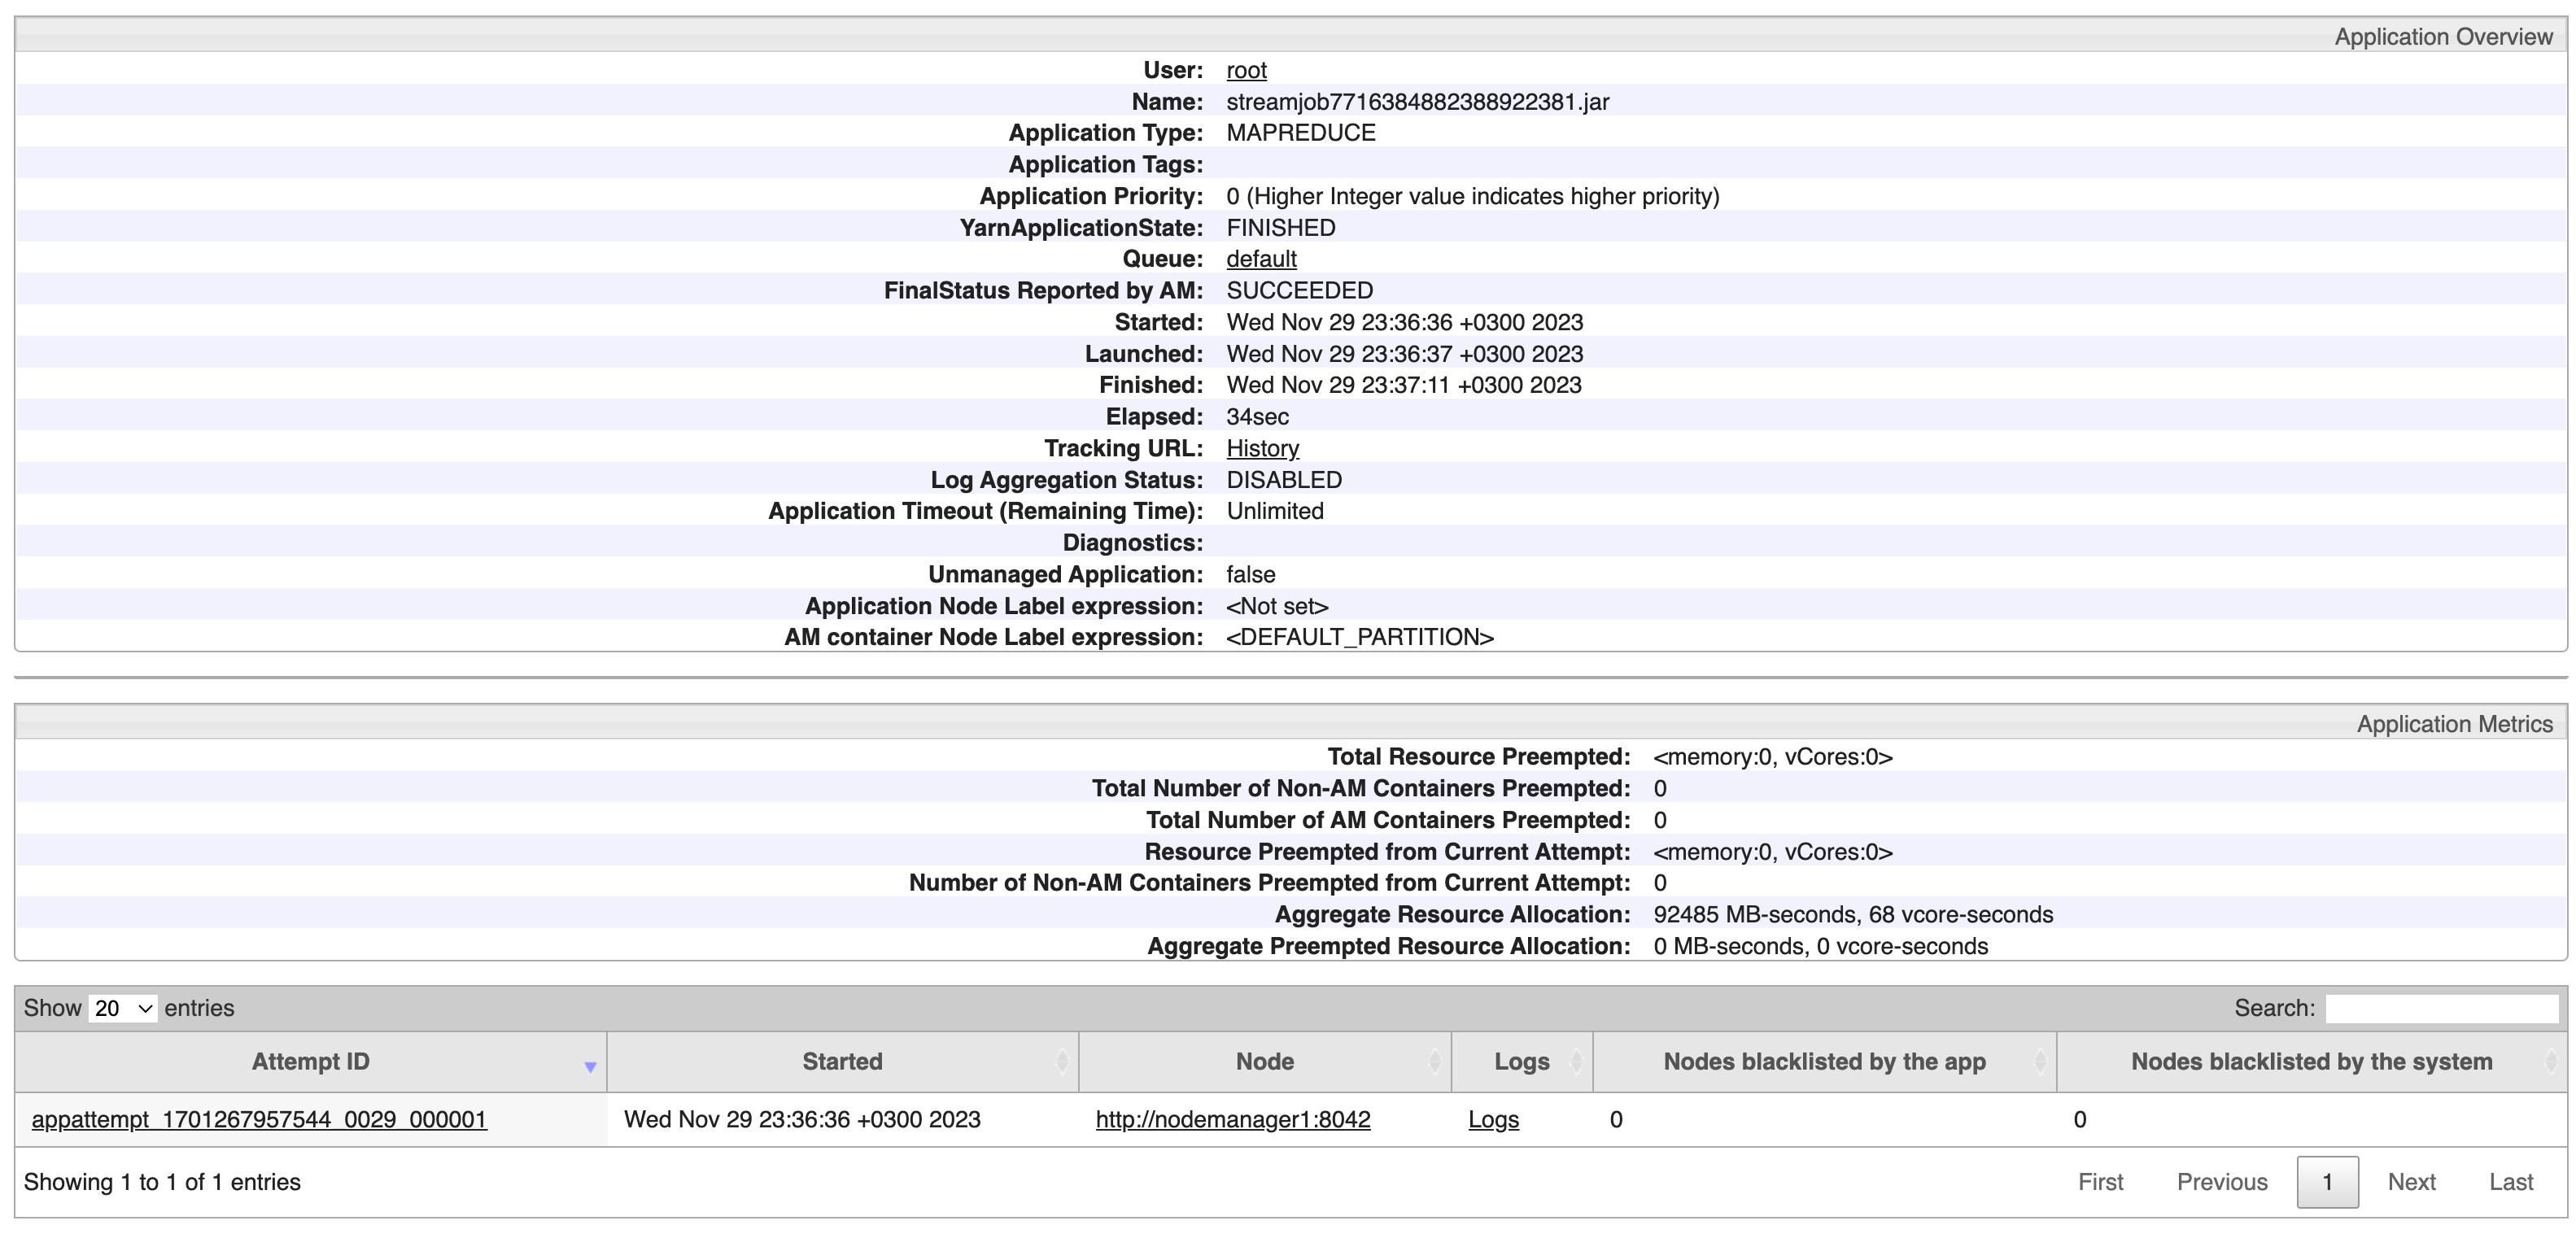 Application Overview
User: root
Name: streamjob7716384882388922381.jar
Application Type: MAPREDUCE
Application Tags:
Application Priority: 0 (Higher Integer value indicates higher priority)
YarnApplicationState: FINISHED
Queue: default
FinalStatus Reported by AM: SUCCEEDED
Started: Wed Nov 29 23:36:36 +0300 2023
Launched: Wed Nov 29 23:36:37 +0300 2023
Finished: Wed Nov 29 23:37:11 +0300 2023
Elapsed: 34sec
Tracking URL: History
Log Aggregation Status: DISABLED
Application Timeout (Remaining Time): Unlimited
Diagnostics:
Unmanaged Application: false
Application Node Label expression: <Not set>
AM container Node Label expression: <DEFAULT_PARTITION>
Application Metrics
Total Resource Preempted: <memory:0, vCores:0>
Total Number of Non-AM Containers Preempted: 0
Total Number of AM Containers Preempted: 0
Resource Preempted from Current Attempt: <memory:0, vCores:0>
Number of Non-AM Containers Preempted from Current Attempt: 0
Aggregate Resource Allocation: 92485 MB-seconds, 68 vcore-seconds
Aggregate Preempted Resource Allocation: 0 MB-seconds, 0 vcore-seconds
Show 20 entries Search:
Attempt ID Started Node Logs Nodes blacklisted by the app Nodes blacklisted by the system
appattempt_1701267957544_0029_000001 Wed Nov 29 23:36:36 +0300 2023 http://nodemanager1:8042 Logs 0 0
Showing 1 to 1 of 1 entries First Previous 1 Next Last